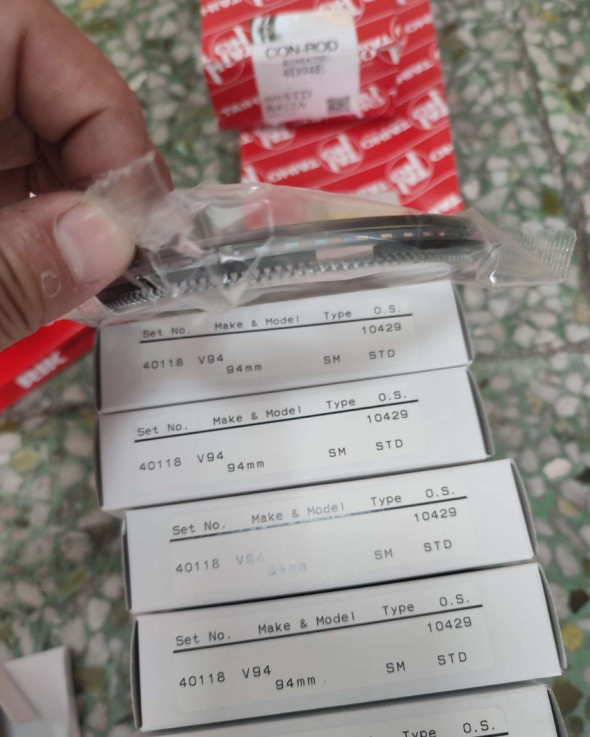 CON-ROD
TAIHO
RIK
Set No. Make & Model Type O.S.
10429
40118 V94 SM STD
94mm
Set No. Make & Model Type O.S.
10429
40118 V94 SM STD
94mm
Set No. Make & Model Type O.S.
10429
40118 SM STD
Set No. Make & Model Type O.S.
10429
40118 V94 SM STD
94mm
Type O.S.